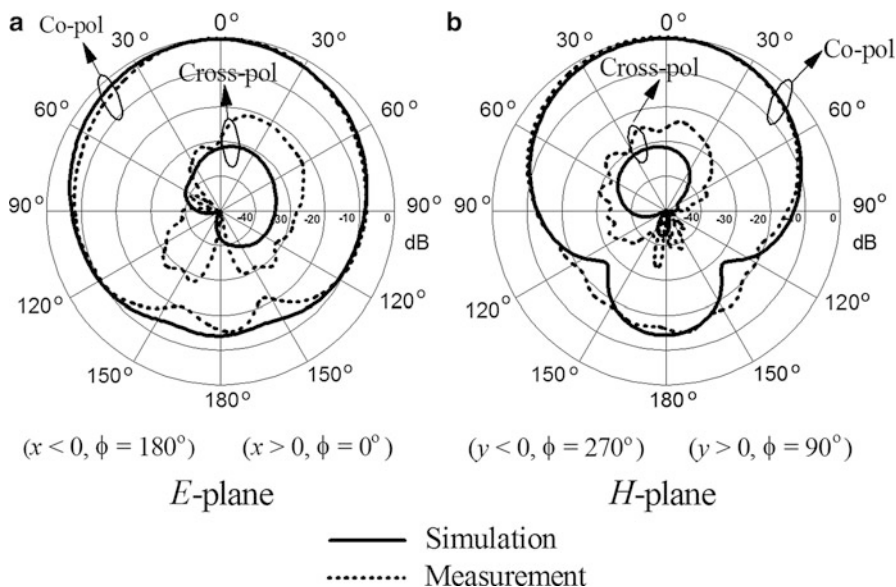 a
Co-pol
Cross-pol
0°
30°
30°
60°
60°
90°
90°
-40
-30
-20
-10
0
dB
120°
120°
150°
150°
180°
(x < 0, ϕ = 180°) (x > 0, ϕ = 0°)
E-plane
b
Cross-pol
Co-pol
0°
30°
30°
60°
60°
90°
90°
-40
-30
-20
-10
0
dB
120°
120°
150°
150°
180°
(y < 0, ϕ = 270°) (y > 0, ϕ = 90°)
H-plane
Simulation
Measurement